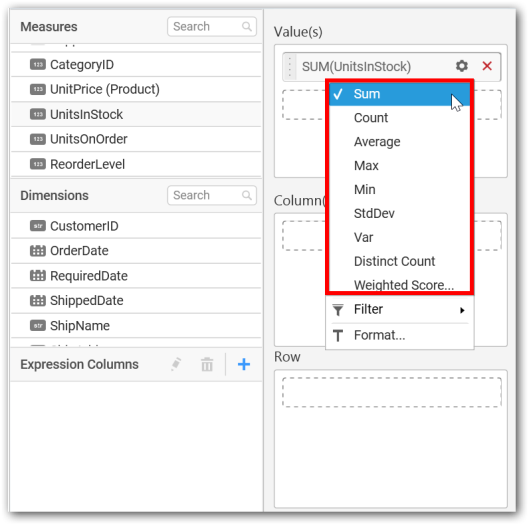 Measures
Search
123 CategoryID
123 UnitPrice (Product)
123 UnitsInStock
123 UnitsOnOrder
123 ReorderLevel
Dimensions
Search
str CustomerID
OrderDate
RequiredDate
ShippedDate
str ShipName
Expression Columns
Value(s)
SUM(UnitsInStock)
Sum
Count
Average
Max
Min
StdDev
Var
Distinct Count
Weighted Score...
Filter
Format...
Column(
Row